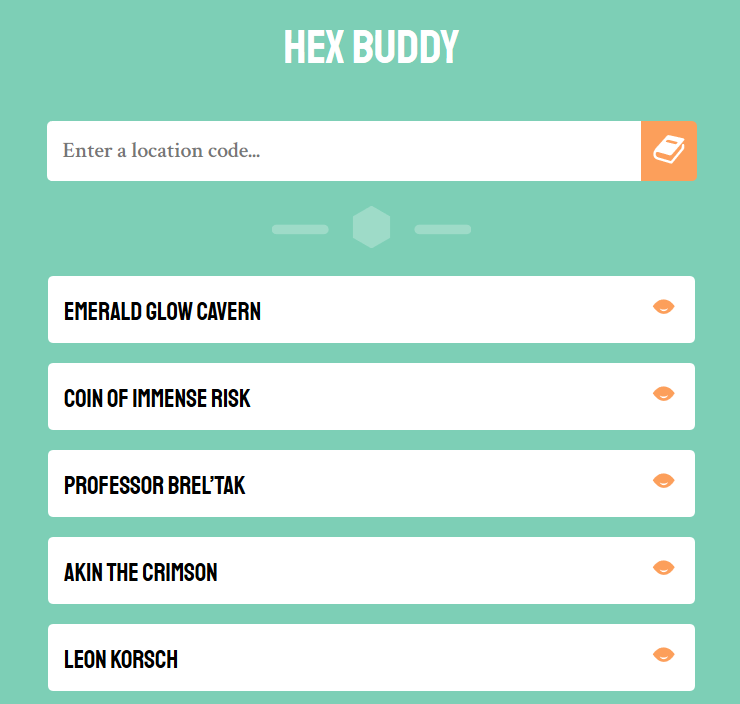 HEX BUDDY
Enter a location code...
EMERALD GLOW CAVERN
COIN OF IMMENSE RISK
PROFESSOR BREL’TAK
AKIN THE CRIMSON
LEON KORSCH